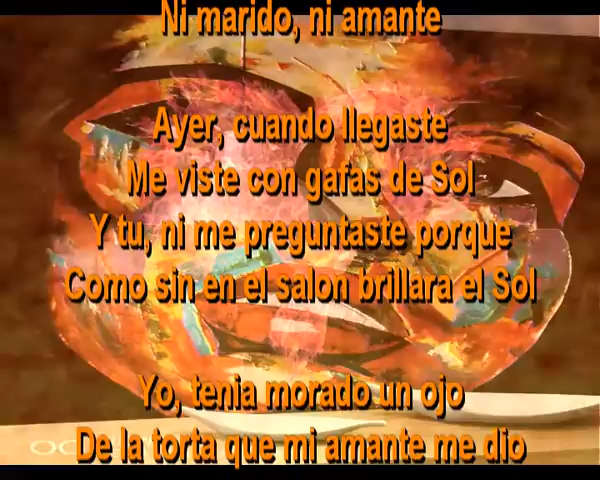 Ni marido, ni amante
Ayer, cuando llegaste
Me viste con gafas de Sol
Y tu, ni me preguntaste porque
Como sin en el salon brillara el Sol
Yo, tenia morado un ojo
De la torta que mi amante me dio